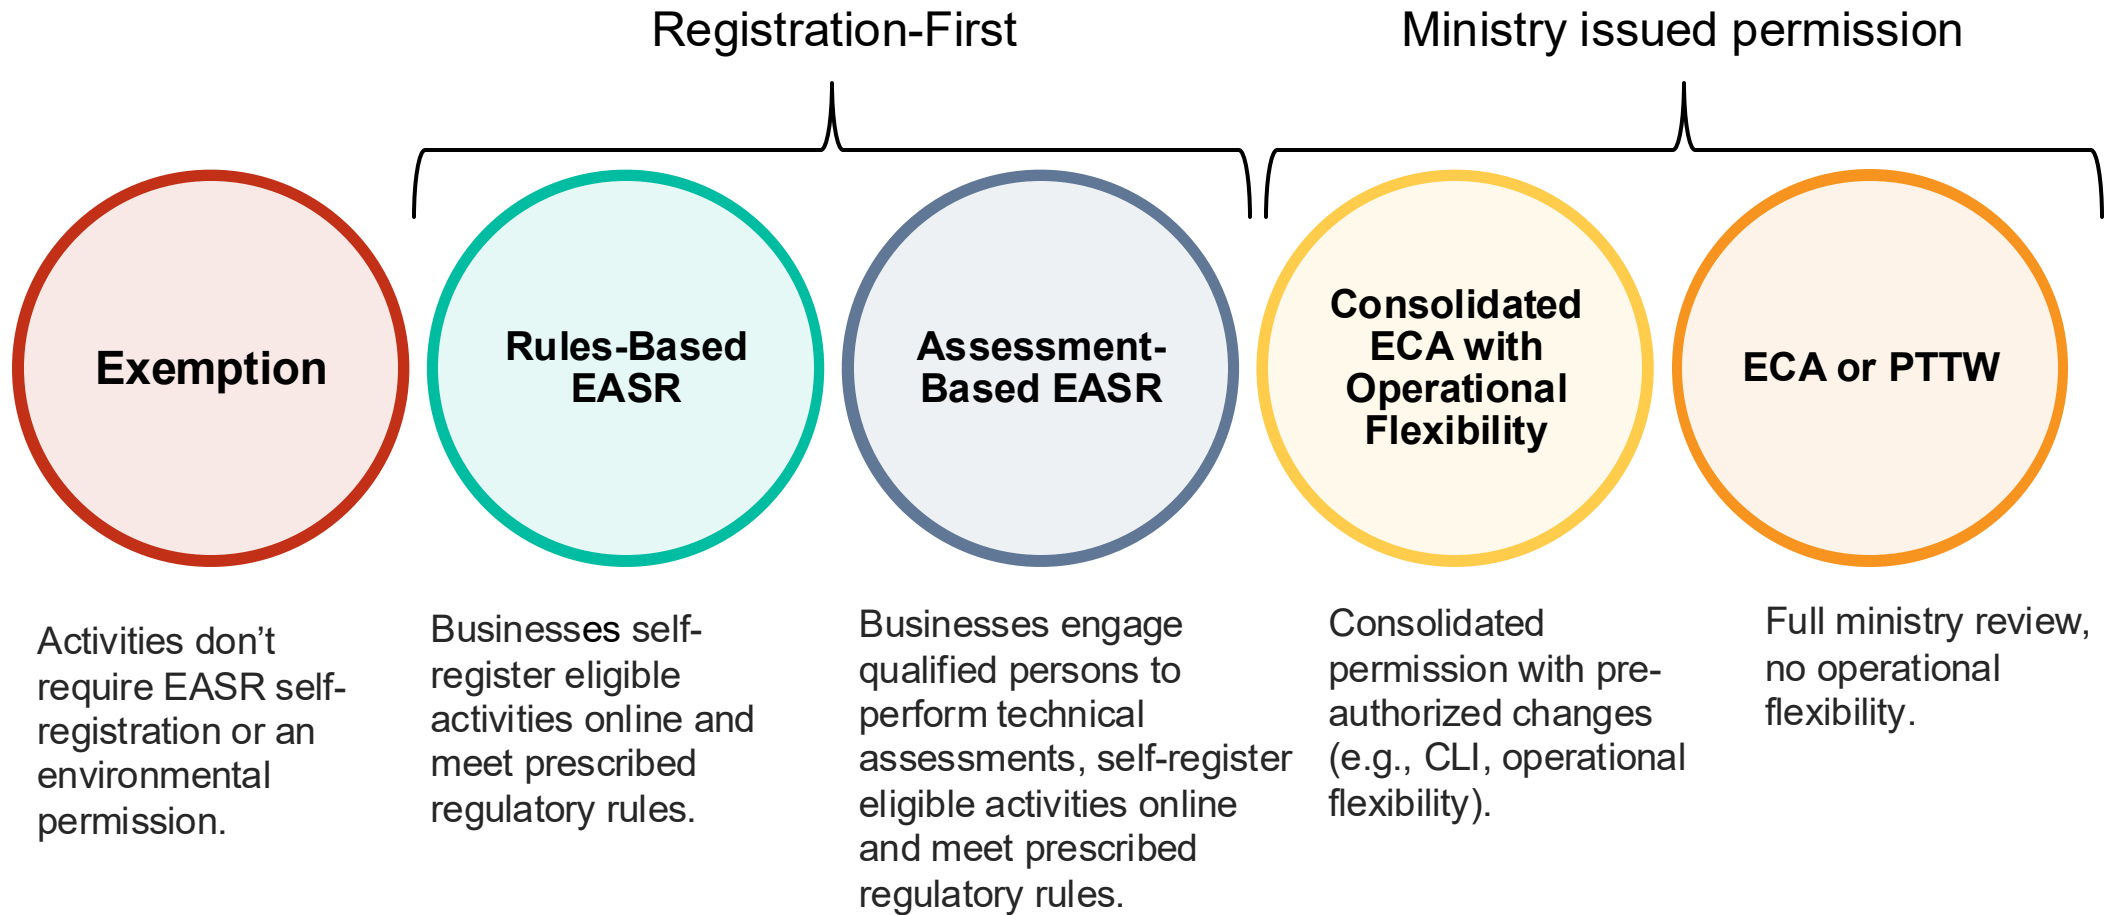 Registration-First
Ministry issued permission
Exemption
Rules-Based
EASR
Assessment-
Based EASR
Consolidated
ECA with
Operational
Flexibility
ECA or PTTW
Activities don’t
require EASR self-
registration or an
environmental
permission.
Businesses self-
register eligible
activities online and
meet prescribed
regulatory rules.
Businesses engage
qualified persons to
perform technical
assessments, self-register
eligible activities online
and meet prescribed
regulatory rules.
Consolidated
permission with pre-
authorized changes
(e.g., CLI, operational
flexibility).
Full ministry review,
no operational
flexibility.